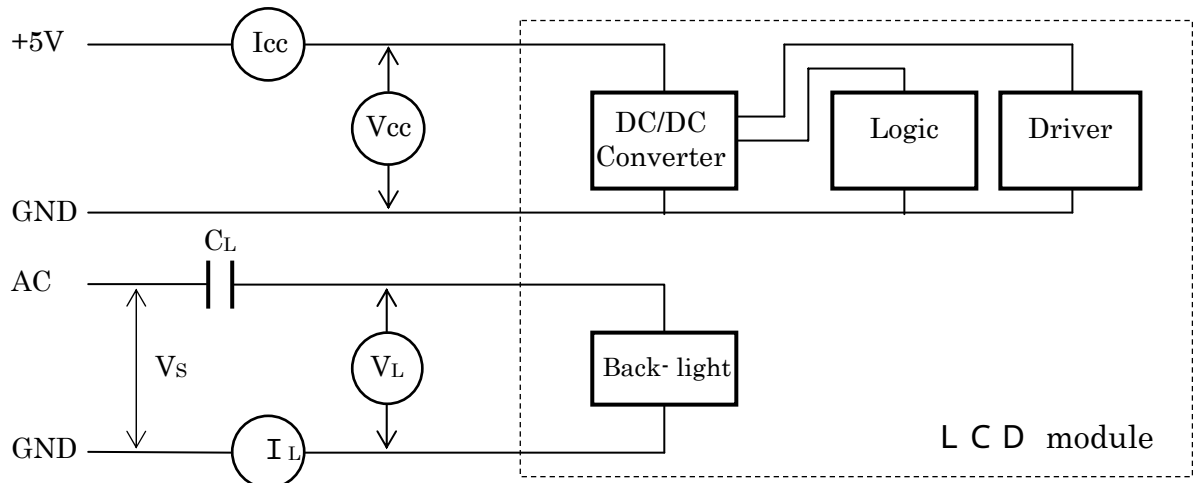 +5V
Icc
Vcc
DC/DC
Converter
Logic
Driver
GND
CL
AC
VS
VL
Back- light
GND
IL
LCD module